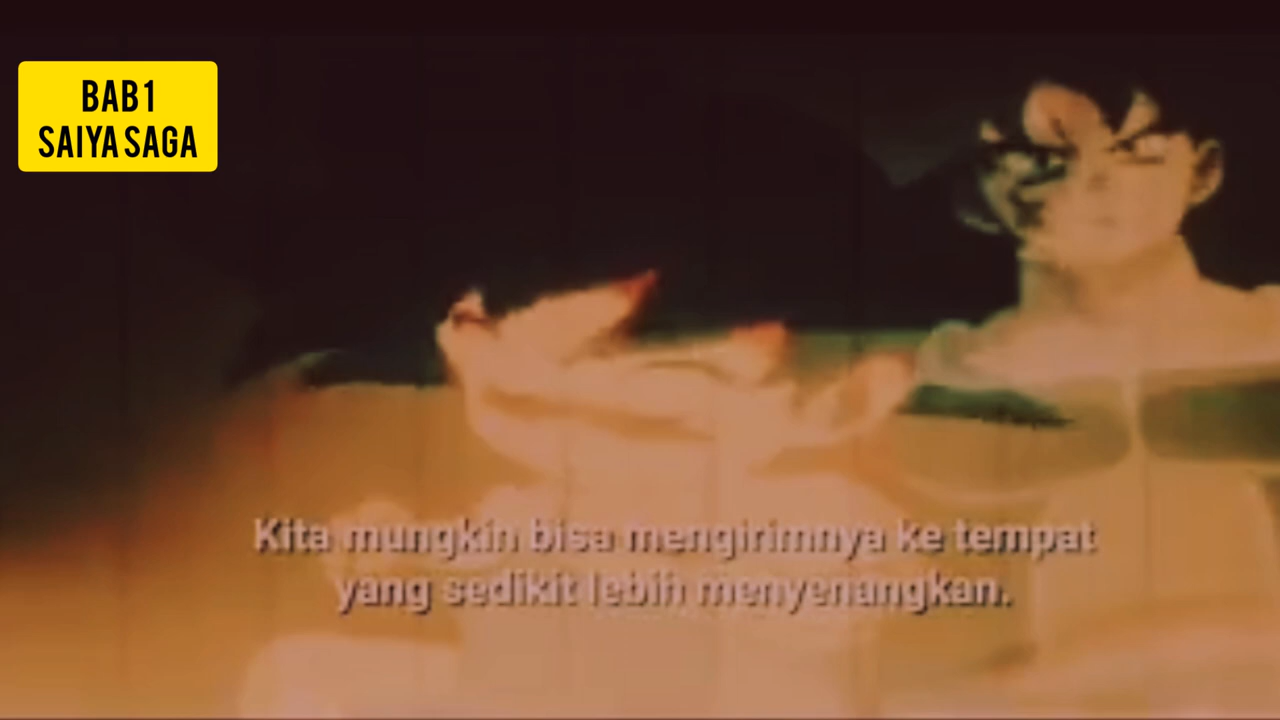 BAB 1
SAIYA SAGA
Kita mungkin bisa mengirimnya ke tempat
yang sedikit lebih menyenangkan.